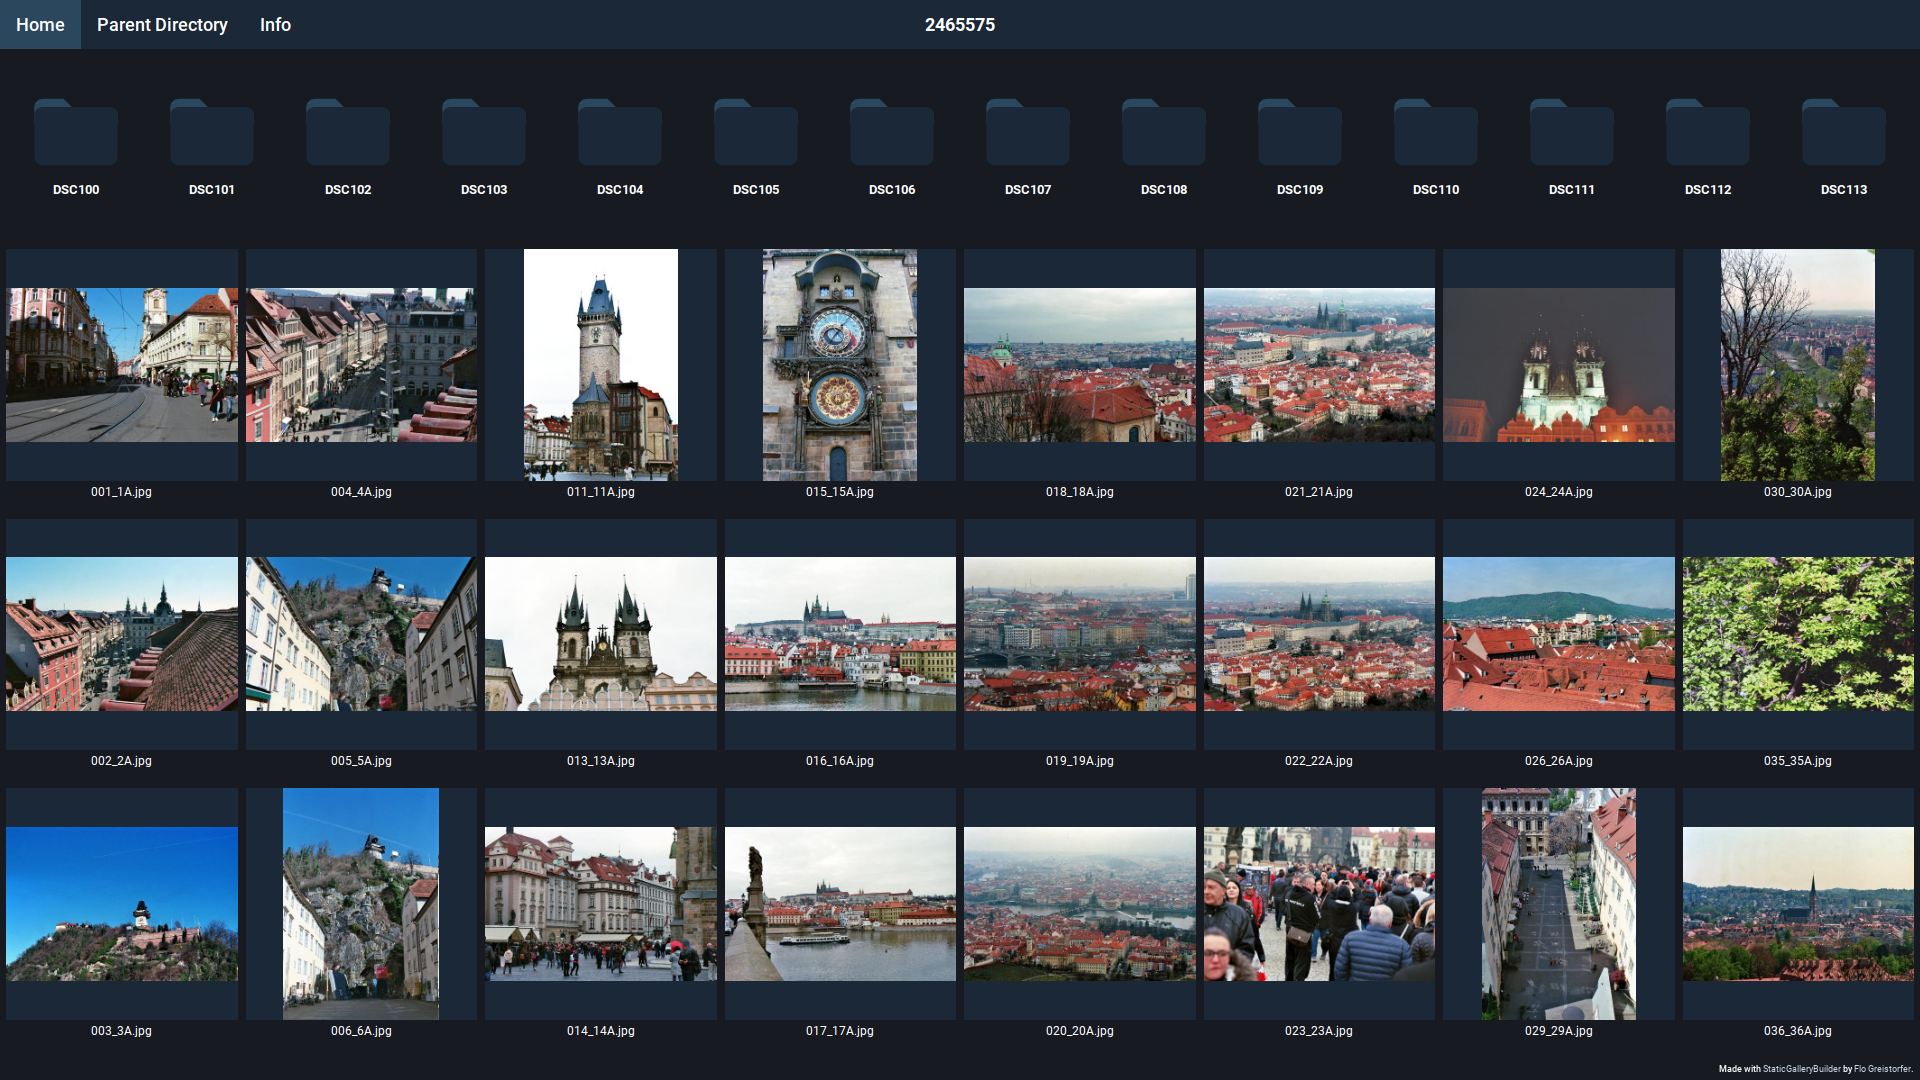 Home Parent Directory Info 2465575
DSC100 DSC101 DSC102 DSC103 DSC104 DSC105 DSC106 DSC107 DSC108 DSC109 DSC110 DSC111 DSC112 DSC113
001_1A.jpg 004_4A.jpg 011_11A.jpg 015_15A.jpg 018_18A.jpg 021_21A.jpg 024_24A.jpg 030_30A.jpg
002_2A.jpg 005_5A.jpg 013_13A.jpg 016_16A.jpg 019_19A.jpg 022_22A.jpg 026_26A.jpg 035_35A.jpg
003_3A.jpg 006_6A.jpg 014_14A.jpg 017_17A.jpg 020_20A.jpg 023_23A.jpg 029_29A.jpg 036_36A.jpg
Made with StaticGalleryBuilder by Flo Greistorfer.